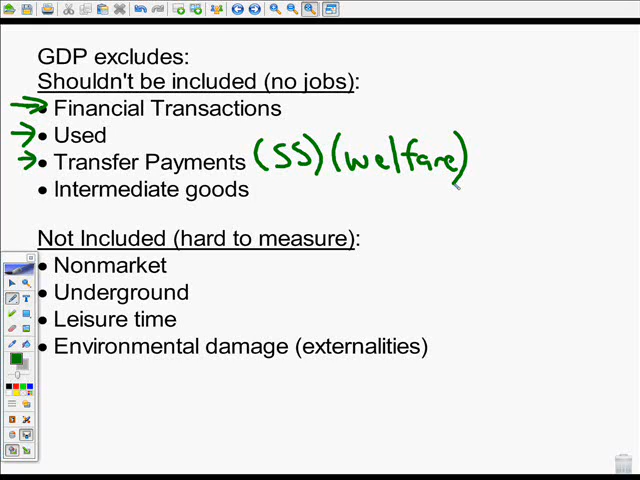 GDP excludes:
Shouldn't be included (no jobs):
• Financial Transactions
• Used
• Transfer Payments (SS) (welfare)
• Intermediate goods
Not Included (hard to measure):
• Nonmarket
• Underground
• Leisure time
• Environmental damage (externalities)